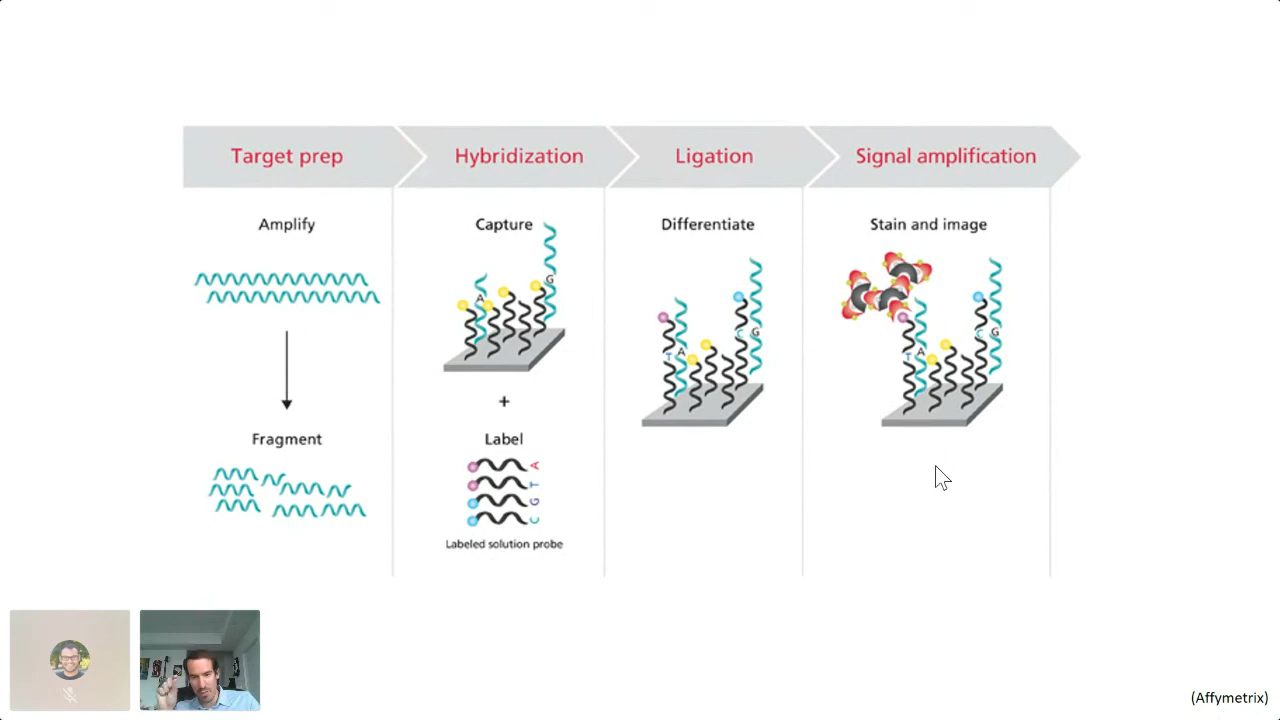 Target prep
Hybridization
Ligation
Signal amplification
Amplify
Capture
Differentiate
Stain and image
A
G
T
A
C
G
T
A
C
G
+
Fragment
Label
A
T
G
C
Labeled solution probe
(Affymetrix)